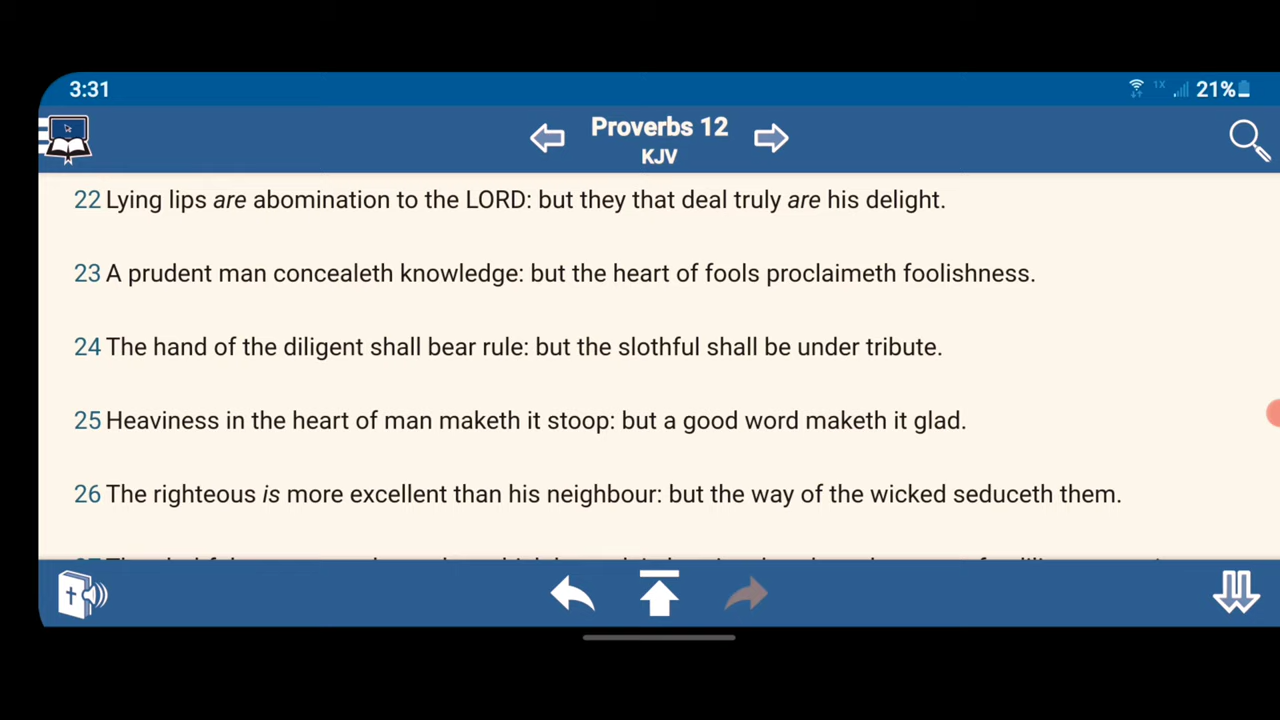 3:31
1X 21%
Proverbs 12
KJV
22 Lying lips are abomination to the LORD: but they that deal truly are his delight.
23 A prudent man concealeth knowledge: but the heart of fools proclaimeth foolishness.
24 The hand of the diligent shall bear rule: but the slothful shall be under tribute.
25 Heaviness in the heart of man maketh it stoop: but a good word maketh it glad.
26 The righteous is more excellent than his neighbour: but the way of the wicked seduceth them.